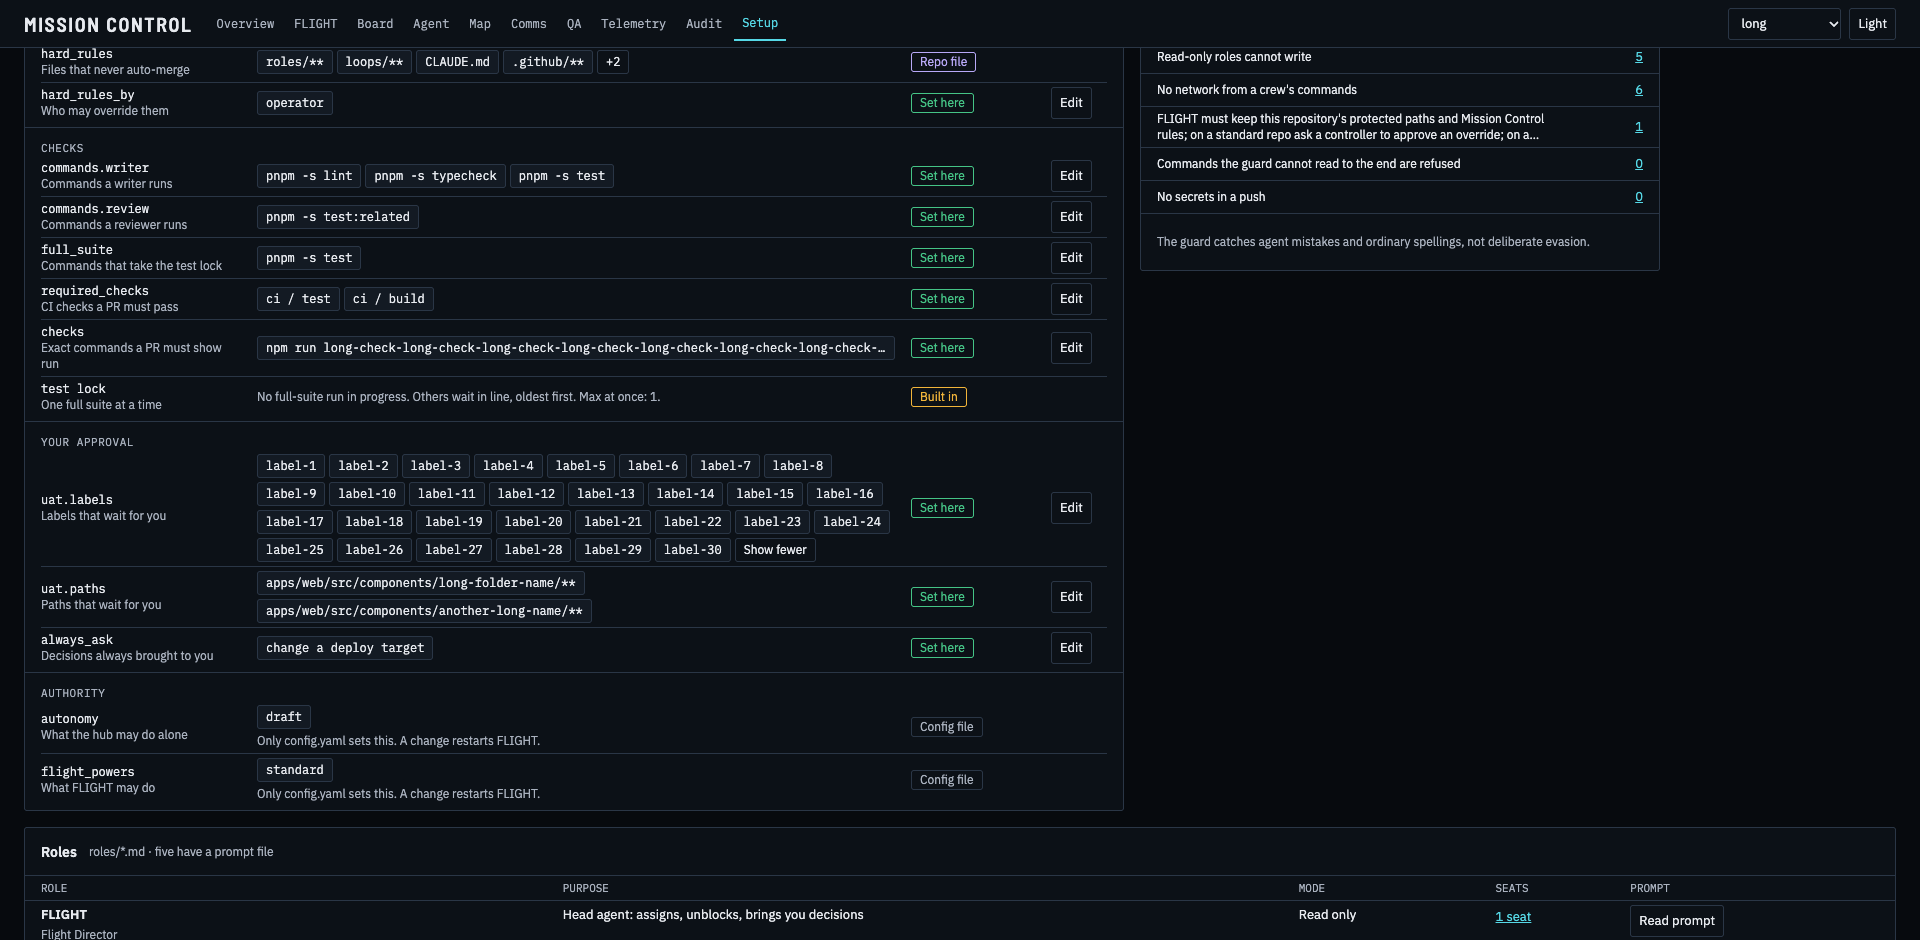 MISSION CONTROL Overview FLIGHT Board Agent Map Comms QA Telemetry Audit Setup long Light
hard_rules
Files that never auto-merge
roles/** loops/** CLAUDE.md .github/** +2
Repo file
hard_rules_by
Who may override them
operator
Set here
Edit
CHECKS
commands.writer
Commands a writer runs
pnpm -s lint pnpm -s typecheck pnpm -s test
Set here
Edit
commands.review
Commands a reviewer runs
pnpm -s test:related
Set here
Edit
full_suite
Commands that take the test lock
pnpm -s test
Set here
Edit
required_checks
CI checks a PR must pass
ci / test ci / build
Set here
Edit
checks
Exact commands a PR must show
run
npm run long-check-long-check-long-check-long-check-long-check-long-check-long-check-…
Set here
Edit
test lock
One full suite at a time
No full-suite run in progress. Others wait in line, oldest first. Max at once: 1.
Built in
YOUR APPROVAL
uat.labels
Labels that wait for you
label-1 label-2 label-3 label-4 label-5 label-6 label-7 label-8
label-9 label-10 label-11 label-12 label-13 label-14 label-15 label-16
label-17 label-18 label-19 label-20 label-21 label-22 label-23 label-24
label-25 label-26 label-27 label-28 label-29 label-30 Show fewer
Set here
Edit
uat.paths
Paths that wait for you
apps/web/src/components/long-folder-name/**
apps/web/src/components/another-long-name/**
Set here
Edit
always_ask
Decisions always brought to you
change a deploy target
Set here
Edit
AUTHORITY
autonomy
What the hub may do alone
draft
Only config.yaml sets this. A change restarts FLIGHT.
Config file
flight_powers
What FLIGHT may do
standard
Only config.yaml sets this. A change restarts FLIGHT.
Config file
Read-only roles cannot write 5
No network from a crew's commands 6
FLIGHT must keep this repository's protected paths and Mission Control
rules; on a standard repo ask a controller to approve an override; on a… 1
Commands the guard cannot read to the end are refused 0
No secrets in a push 0
The guard catches agent mistakes and ordinary spellings, not deliberate evasion.
Roles roles/*.md · five have a prompt file
ROLE PURPOSE MODE SEATS PROMPT
FLIGHT Head agent: assigns, unblocks, brings you decisions Read only 1 seat Read prompt
Flight Director